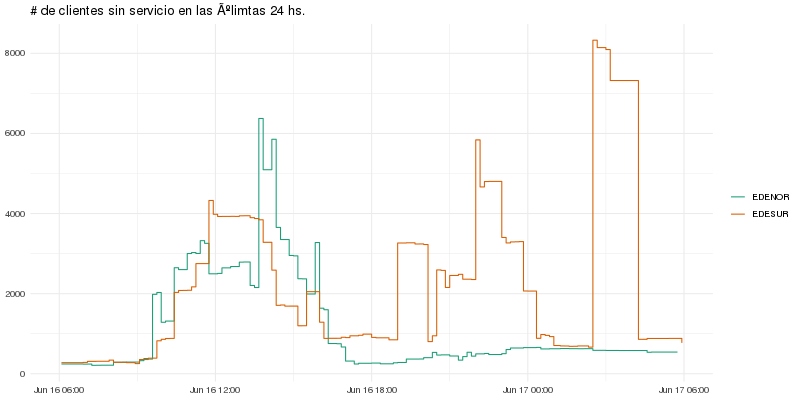 # de clientes sin servicio en las Ãºlimtas 24 hs.
8000
6000
4000
2000
0
Jun 16 06:00
Jun 16 12:00
Jun 16 18:00
Jun 17 00:00
Jun 17 06:00
EDENOR
EDESUR